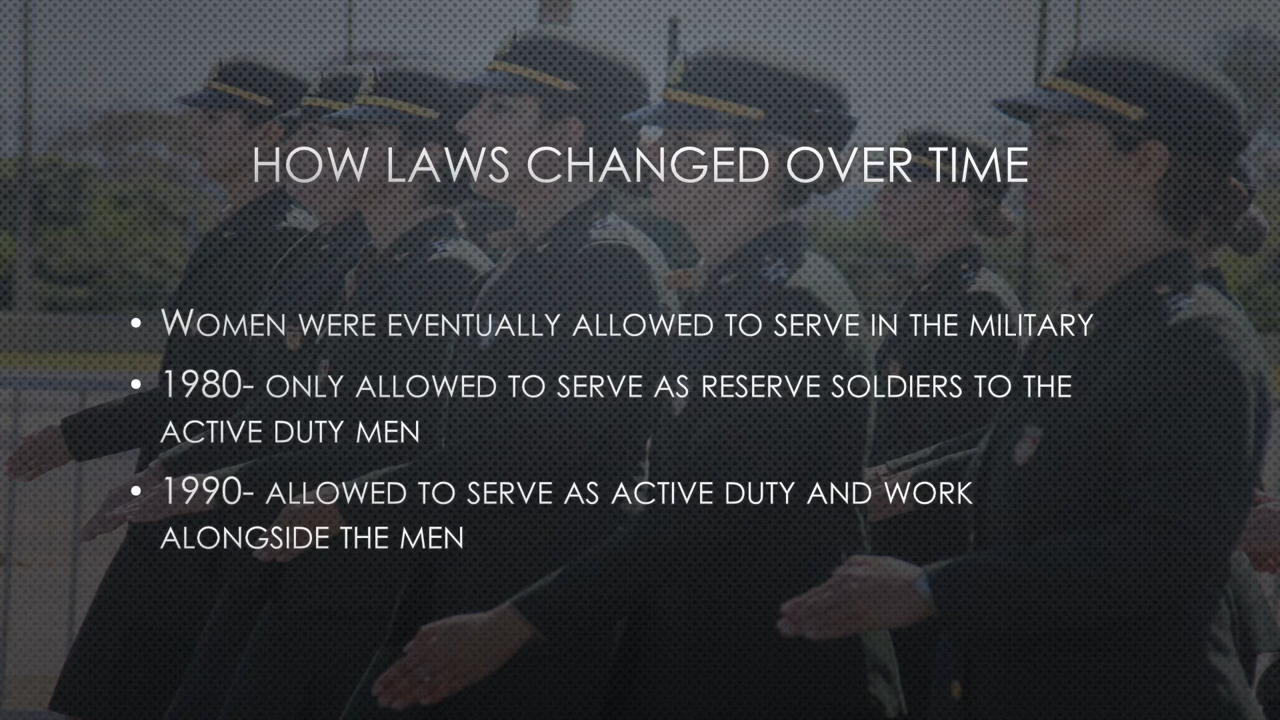 HOW LAWS CHANGED OVER TIME
• WOMEN WERE EVENTUALLY ALLOWED TO SERVE IN THE MILITARY
• 1980- ONLY ALLOWED TO SERVE AS RESERVE SOLDIERS TO THE
ACTIVE DUTY MEN
• 1990- ALLOWED TO SERVE AS ACTIVE DUTY AND WORK
ALONGSIDE THE MEN